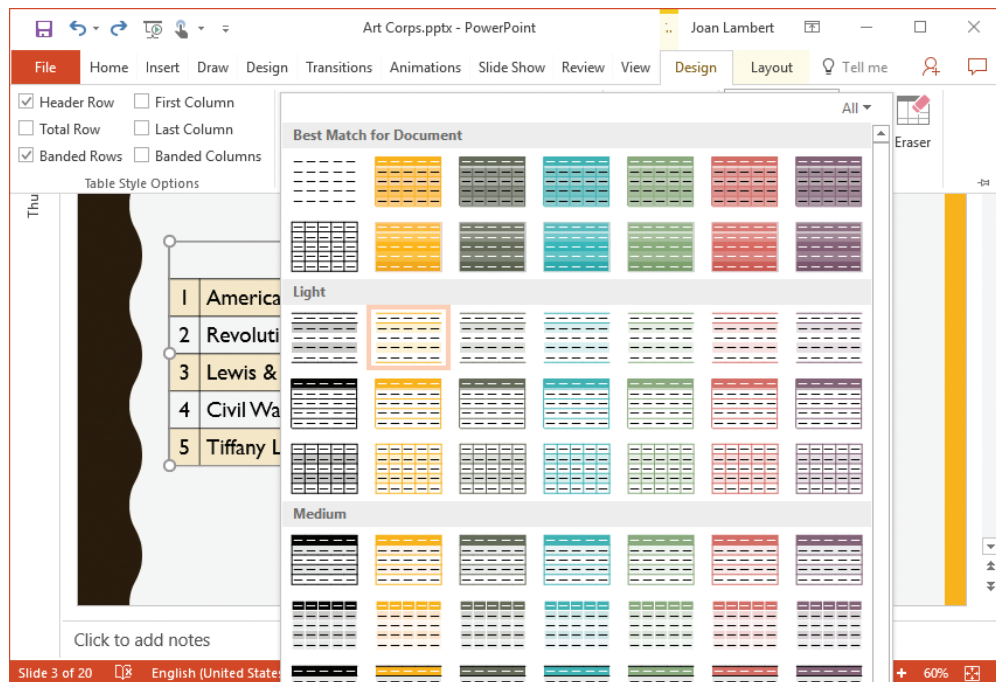 Art Corps.pptx - PowerPoint Joan Lambert
File Home Insert Draw Design Transitions Animations Slide Show Review View Design Layout Tell me
Header Row First Column
Total Row Last Column
Banded Rows Banded Columns
Table Style Options
All
Eraser
Best Match for Document
Thu
1 America
2 Revoluti
Light
3 Lewis &
4 Civil Wa
5 Tiffany L
Medium
Click to add notes
Slide 3 of 20 English (United State 60%